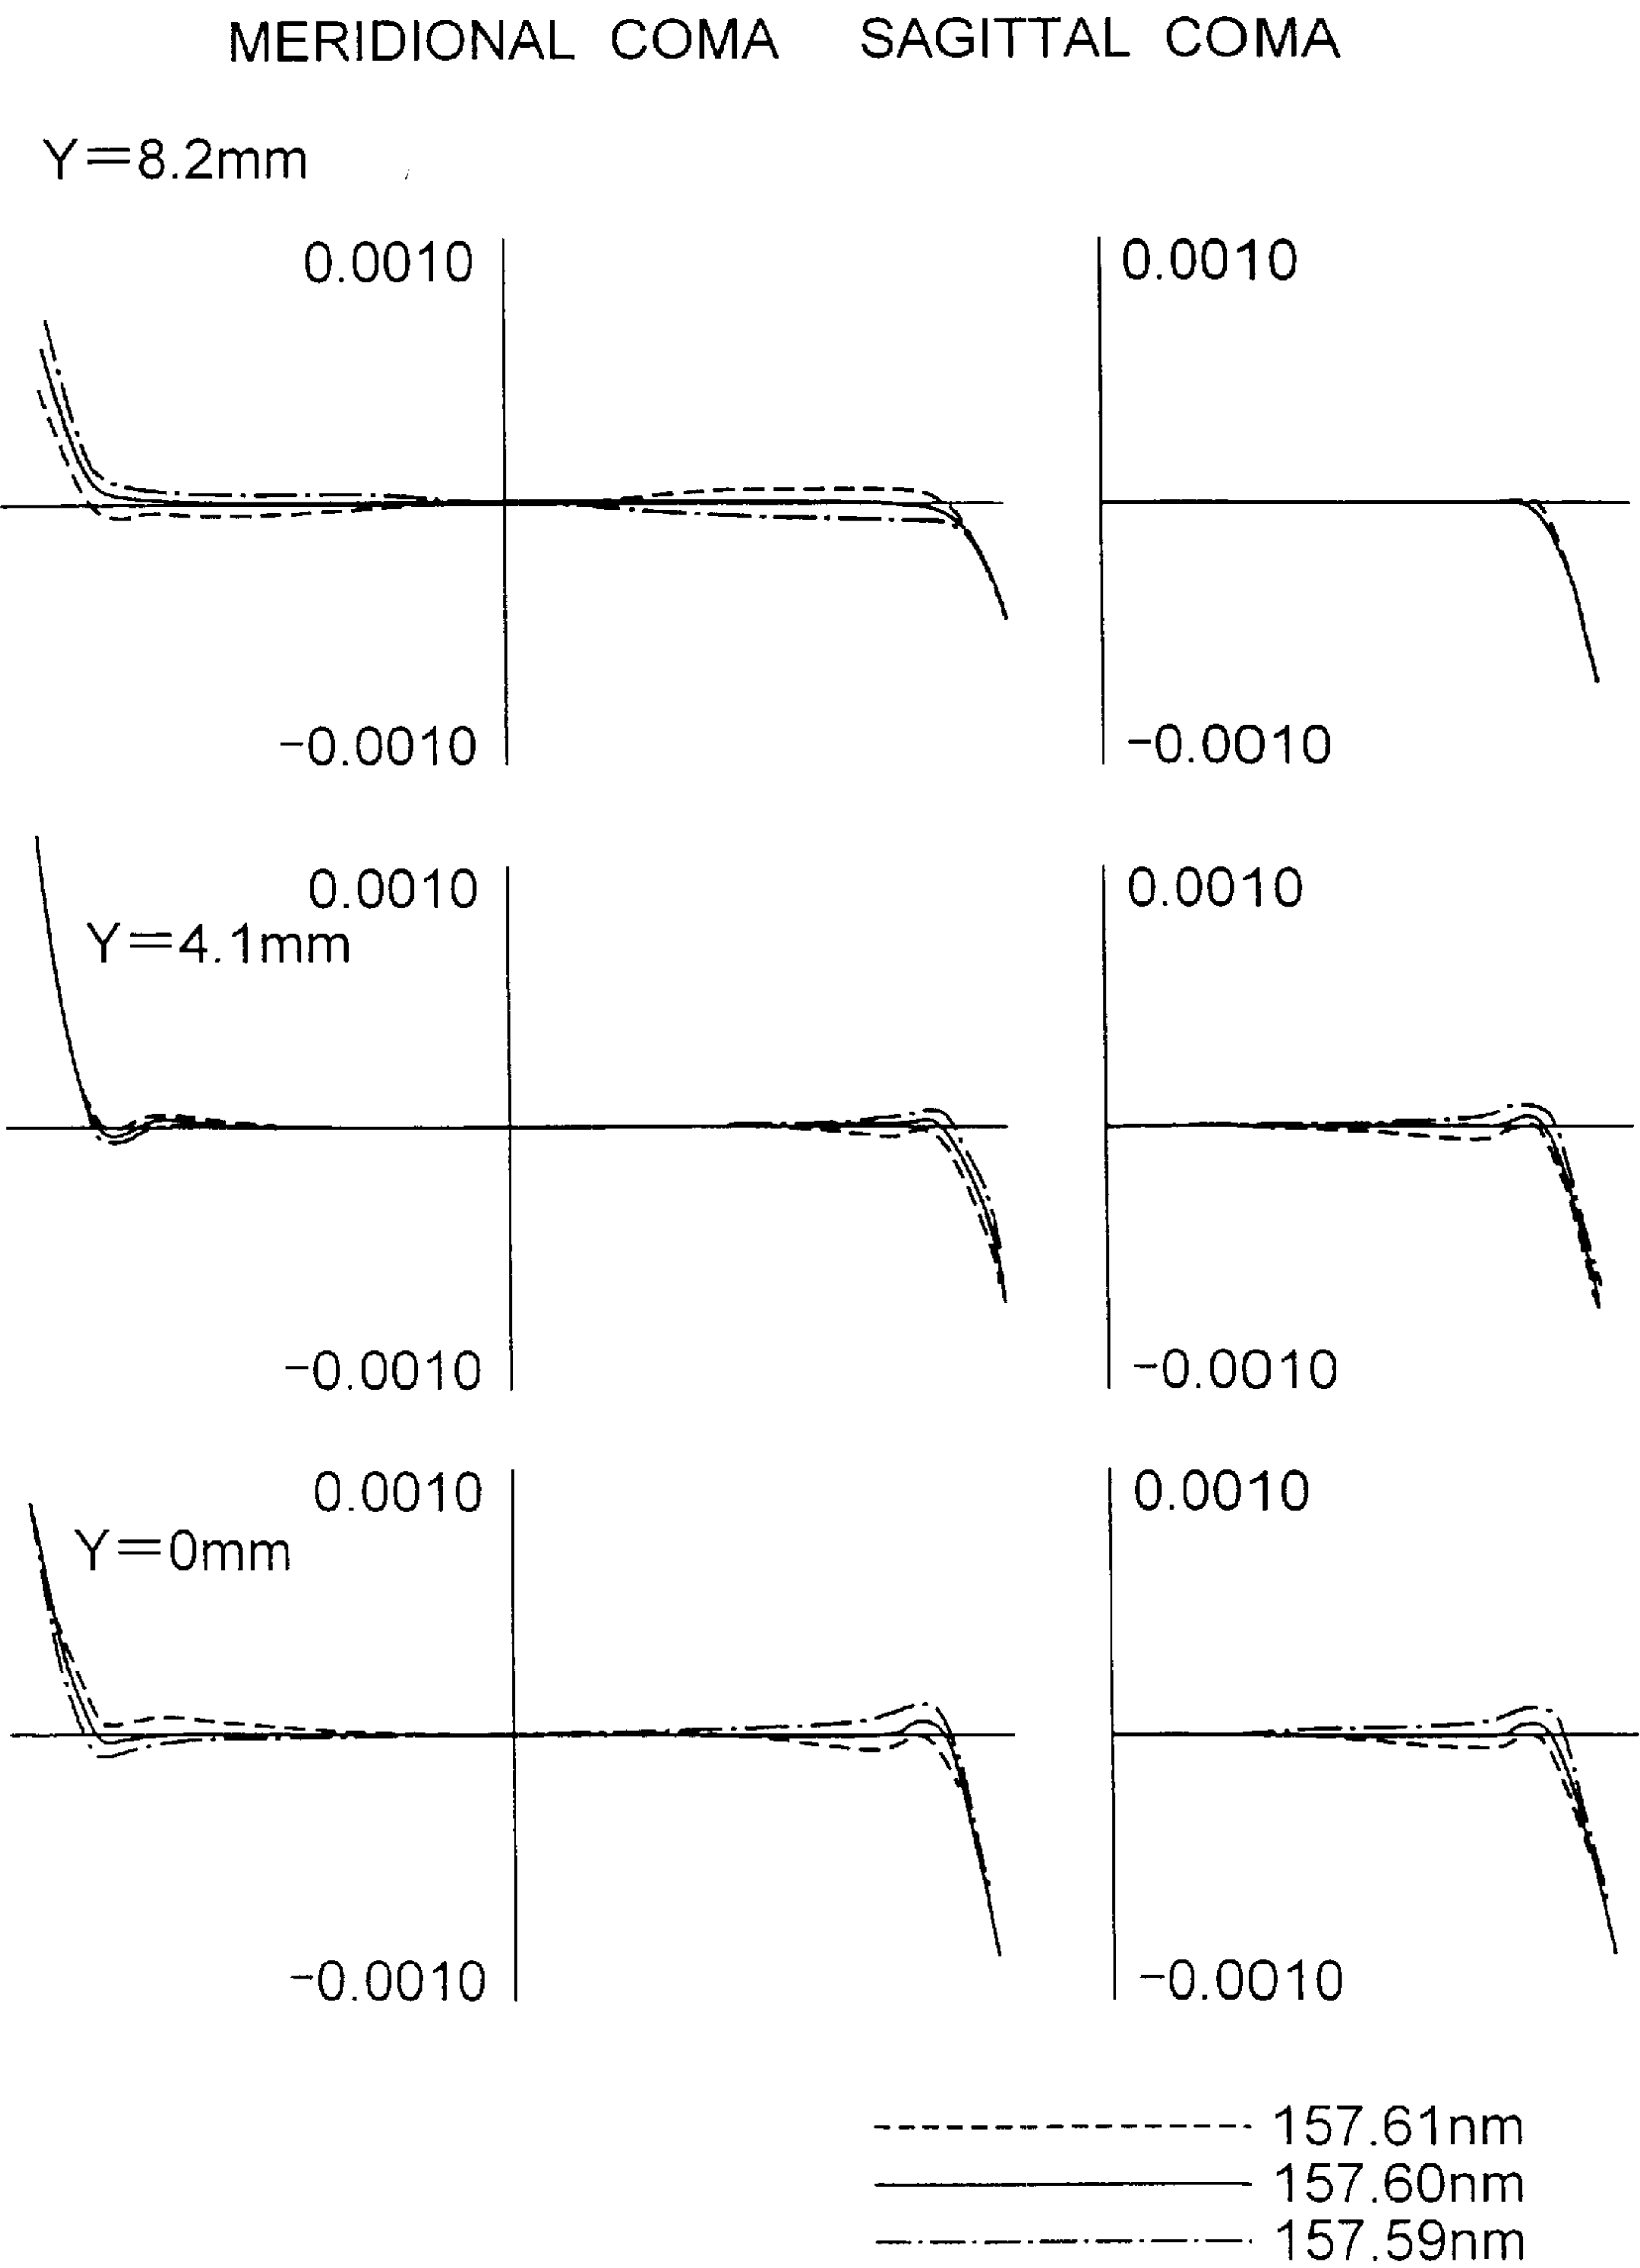 MERIDIONAL COMA SAGITTAL COMA
Y=8.2mm
0.0010 0.0010
-0.0010 -0.0010
0.0010 0.0010
Y=4.1mm
-0.0010 -0.0010
0.0010 0.0010
Y=0mm
-0.0010 -0.0010
157.61nm
157.60nm
157.59nm